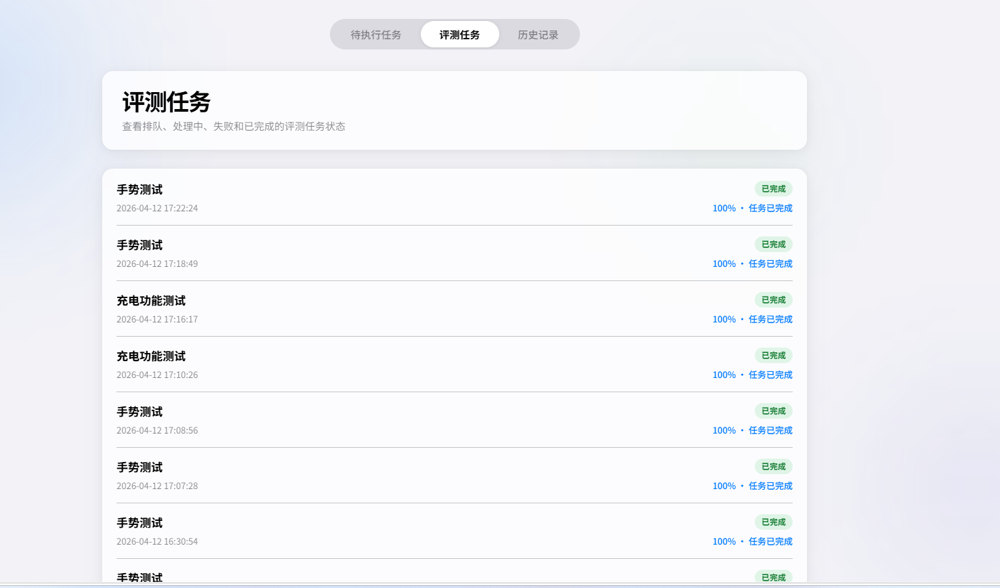 待执行任务 评测任务 历史记录
评测任务
查看排队、处理中、失败和已完成的评测任务状态
手势测试 已完成
2026-04-12 17:22:24 100% · 任务已完成
手势测试 已完成
2026-04-12 17:18:49 100% · 任务已完成
充电功能测试 已完成
2026-04-12 17:16:17 100% · 任务已完成
充电功能测试 已完成
2026-04-12 17:10:26 100% · 任务已完成
手势测试 已完成
2026-04-12 17:08:56 100% · 任务已完成
手势测试 已完成
2026-04-12 17:07:28 100% · 任务已完成
手势测试 已完成
2026-04-12 16:30:54 100% · 任务已完成
手势测试 已完成